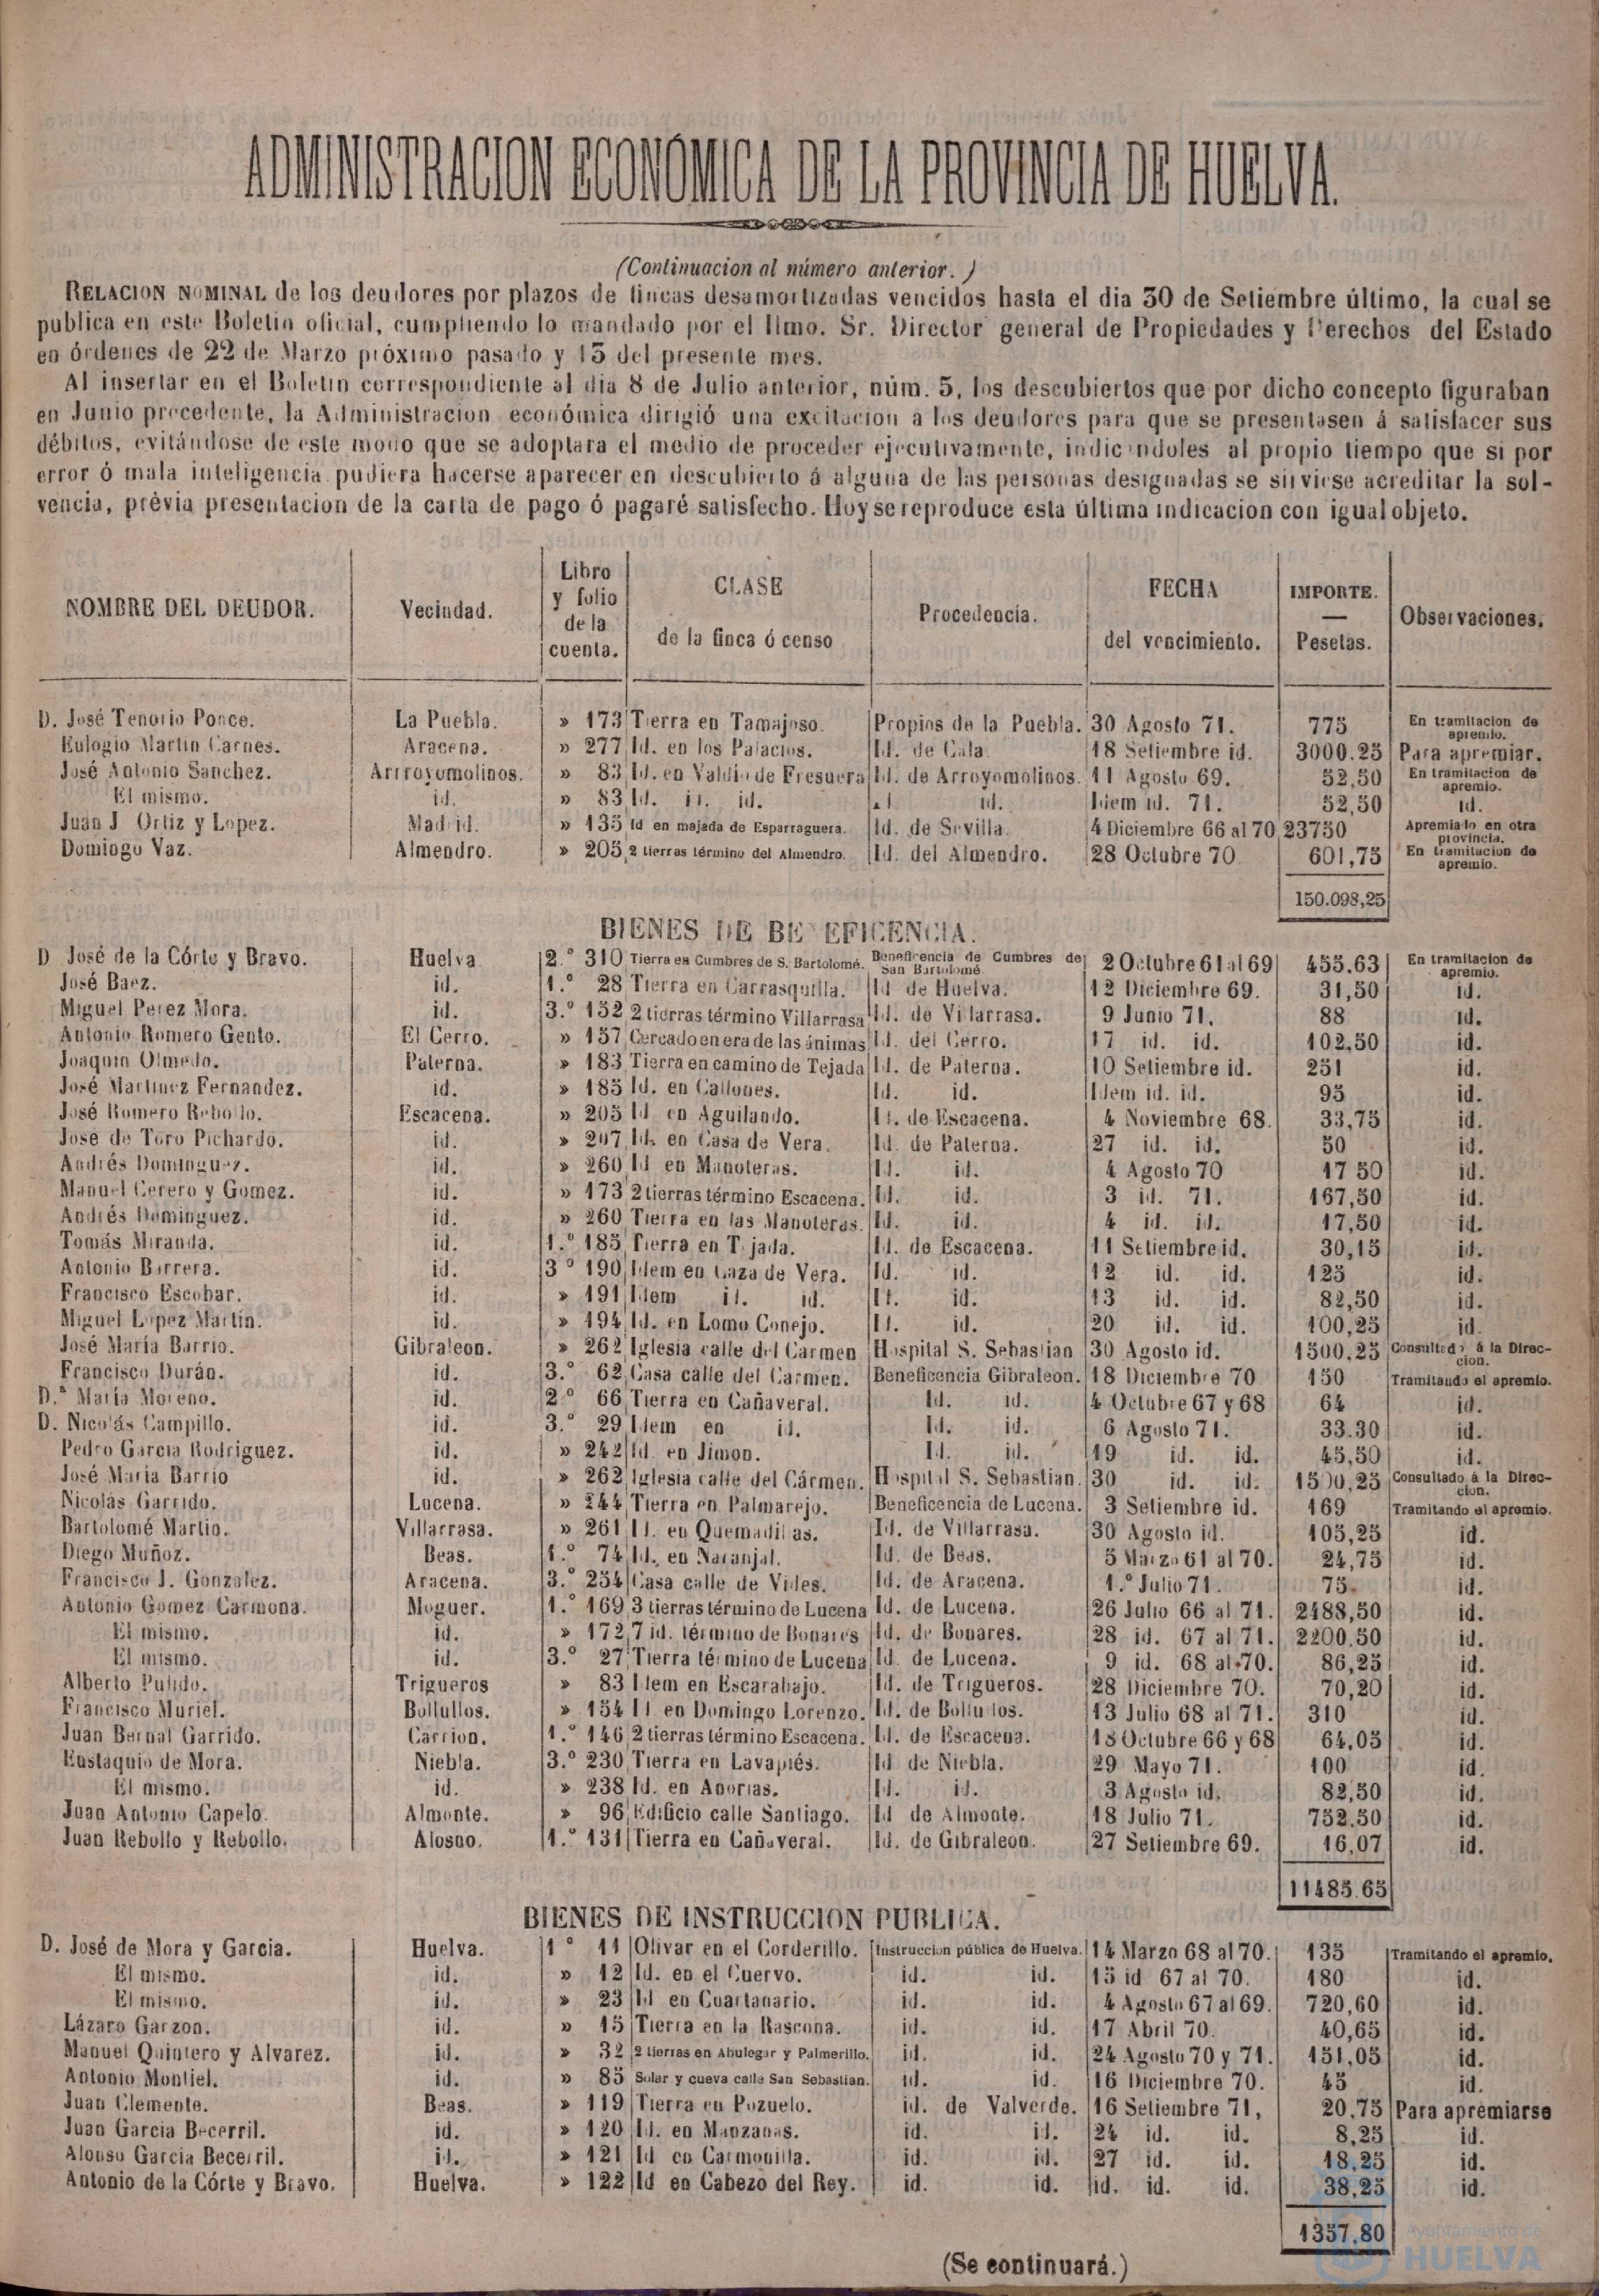 ADMINISTRACION ECONÓMICA DE LA PROVINCIA DE HUELVA.
(Continuacion al número anterior.)
RELACION NOMINAL de los deudores por plazos de fincas desamortizadas vencidos hasta el dia 30 de Setiembre último, la cual se
publica en este Boletin oficial, cumpliendo lo mandado por el Ilmo. Sr. Director general de Propiedades y Derechos del Estado
en órdenes de 22 de Marzo próximo pasado y 15 del presente mes.
Al insertar en el Boletin correspondiente al dia 8 de Julio anterior, núm. 5, los descubiertos que por dicho concepto figuraban
en Junio precedente, la Administracion económica dirigió una excitacion a los deudores para que se presentasen á satisfacer sus
débitos, evitándose de este modo que se adoptara el medio de proceder ejecutivamente, indicándoles al propio tiempo que si por
error ó mala inteligencia pudiera hacerse aparecer en descubierto á alguna de las personas designadas se sirviese acreditar la sol-
vencia, prévia presentacion de la carta de pago ó pagaré satisfecho. Hoy se reproduce esta última indicacion con igual objeto.
NOMBRE DEL DEUDOR. Vecindad. Libro y folio de la cuenta. CLASE de la finca ó censo Procedencia. FECHA del vencimiento. IMPORTE. — Pesetas. Observaciones.
D. José Tenorio Ponce. La Puebla. » 173 Tierra en Tamajoso. Propios de la Puebla. 30 Agosto 71. 775 En tramitacion de apremio.
Eulogio Martin Carnes. Aracena. » 277 Id. en los Palacios. Id. de Cala. 18 Setiembre id. 3000.25 Para apremiar.
José Antonio Sanchez. Arrroyomolinos. » 83 Id. en Valdio de Fresuera Id. de Arroyomolinos. 11 Agosto 69. 52,50 En tramitacion de apremio.
El mismo. id. » 83 Id. id. id. id. Idem id. 71. 52,50 id.
Juan J Ortiz y Lopez. Madrid. » 135 Id en majada de Esparraguera. Id. de Sevilla. 4 Diciembre 66 al 70 23750 Apremiado en otra provincia.
Domingo Vaz. Almendro. » 205 2 tierras término del Almendro. Id. del Almendro. 28 Octubre 70 601,75 En tramitacion de apremio.
150.098,25
BIENES DE BENEFICENCIA.
D José de la Córte y Bravo. Huelva 2.° 310 Tierra en Cumbres de S. Bartolomé. Beneficencia de Cumbres de San Bartolomé 2 Octubre 61 al 69 455.63 En tramitacion de apremio.
José Baez. id. 1.° 28 Tierra en Carrasquilla. Id de Huelva. 12 Diciembre 69. 31,50 id.
Miguel Perez Mora. id. 3.° 152 2 tierras término Villarrasa Id. de Villarrasa. 9 Junio 71. 88 id.
Antonio Romero Gento. El Cerro. » 157 Cercado en era de las ánimas Id. del Cerro. 17 id. id. 102,50 id.
Joaquin Olmedo. Paterna. » 183 Tierra en camino de Tejada Id. de Paterna. 10 Setiembre id. 251 id.
José Martinez Fernandez. id. » 185 Id. en Callones. Id. id. Idem id. id. 95 id.
José Romero Rebollo. Escacena. » 205 Id en Aguilando. Id. de Escacena. 4 Noviembre 68. 33,75 id.
José de Toro Pichardo. id. » 207 Id. en Casa de Vera. Id. de Paterna. 27 id. id. 50 id.
Andrés Dominguez. id. » 260 Id en Manoteras. Id. id. 4 Agosto 70 17 50 id.
Manuel Cerero y Gomez. id. » 173 2 tierras término Escacena. Id. id. 3 id. 71. 167,50 id.
Andrés Dominguez. id. » 260 Tierra en las Manoteras. Id. id. 4 id. id. 17,50 id.
Tomás Miranda. id. 1.° 185 Tierra en Tejada. Id. de Escacena. 11 Setiembre id. 30,15 id.
Antonio Barrera. id. 3° 190 Idem en Caza de Vera. Id. id. 12 id. id. 125 id.
Francisco Escobar. id. » 191 Idem id. id. Id. id. 13 id. id. 82,50 id.
Miguel Lopez Martin. id. » 194 Id. en Lomo Conejo. Id. id. 20 id. id. 100,25 id.
José María Barrio. Gibraleon. » 262 Iglesia calle del Carmen Hospital S. Sebastian 30 Agosto id. 1500.25 Consultado á la Direc-cion.
Francisco Durán. id. 3.° 62 Casa calle del Carmen. Beneficencia Gibraleon. 18 Diciembre 70 150 Tramitando el apremio.
D.ª María Moreno. id. 2.° 66 Tierra en Cañaveral. Id. id. 4 Octubre 67 y 68 64 id.
D. Nicolás Campillo. id. 3.° 29 Idem en id. Id. id. 6 Agosto 71. 33.30 id.
Pedro Garcia Rodriguez. id. » 242 Id. en Jimon. Id. id. 19 id. id. 45,50 id.
José Maria Barrio id. » 262 Iglesia calle del Cármen. Hospital S. Sebastian. 30 id. id. 1500,25 Consultado á la Direc-cion.
Nicolás Garrido. Lucena. » 244 Tierra en Palmarejo. Beneficencia de Lucena. 3 Setiembre id. 169 Tramitando el apremio.
Bartolomé Martin. Villarrasa. » 261 Id. en Quemadillas. Id. de Villarrasa. 30 Agosto id. 105,25 id.
Diego Muñoz. Beas. 1.° 74 Id. en Naranjal. Id. de Beas. 5 Marzo 61 al 70. 24,75 id.
Francisco J. Gonzalez. Aracena. 3.° 254 Casa calle de Vides. Id. de Aracena. 1.° Julio 71. 75. id.
Antonio Gomez Carmona. Moguer. 1.° 169 3 tierras término de Lucena Id. de Lucena. 26 Julio 66 al 71. 2488,50 id.
El mismo. id. » 172 7 id. término de Bonares Id. de Bonares. 28 id. 67 al 71. 2200.50 id.
El mismo. id. 3.° 27 Tierra término de Lucena Id. de Lucena. 9 id. 68 al 70. 86,25 id.
Alberto Pulido. Trigueros » 83 Idem en Escarabajo. Id. de Trigueros. 28 Diciembre 70. 70,20 id.
Francisco Muriel. Bollullos. » 154 Id en Domingo Lorenzo. Id. de Bollullos. 13 Julio 68 al 71. 310 id.
Juan Bernal Garrido. Carrion. 1.° 146 2 tierras término Escacena. Id. de Escacena. 18 Octubre 66 y 68 64,05 id.
Eustaquio de Mora. Niebla. 3.° 230 Tierra en Lavapiés. Id de Niebla. 29 Mayo 71. 100 id.
El mismo. id. » 238 Id. en Anorias. Id. id. 3 Agosto id. 82,50 id.
Juan Antonio Capelo. Almonte. » 96 Edificio calle Santiago. Id de Almonte. 18 Julio 71. 752.50 id.
Juan Rebollo y Rebollo. Alosno. 1.° 131 Tierra en Cañaveral. Id. de Gibraleon. 27 Setiembre 69. 16,07 id.
11485.65
BIENES DE INSTRUCCION PUBLICA.
D. José de Mora y Garcia. Huelva. 1° 11 Olivar en el Corderillo. Instruccion pública de Huelva. 14 Marzo 68 al 70. 135 Tramitando el apremio.
El mismo. id. » 12 Id. en el Cuervo. id. id. 15 id 67 al 70. 180 id.
El mismo. id. » 23 Id en Cuartanario. id. id. 4 Agosto 67 al 69. 720,60 id.
Lázaro Garzon. id. » 15 Tierra en la Rascona. id. id. 17 Abril 70. 40,65 id.
Manuel Quintero y Alvarez. id. » 32 2 tierras en Abulegar y Palmerillo. id. id. 24 Agosto 70 y 71. 151,05 id.
Antonio Montiel. id. » 85 Solar y cueva calle San Sebastian. id. id. 16 Diciembre 70. 45 id.
Juan Clemente. Beas. » 119 Tierra en Pozuelo. id. de Valverde. 16 Setiembre 71, 20,75 Para apremiarse
Juan Garcia Becerril. id. » 120 Id. en Manzanas. id. id. 24 id. id. 8,25 id.
Alonso Garcia Becerril. id. » 121 Id en Carmonilla. id. id. 27 id. id. 18,25 id.
Antonio de la Córte y Bravo. Huelva. » 122 Id en Cabezo del Rey. id. id. id. id. id. 38,25 id.
1357,80
(Se continuará.)
Ayuntamiento de
HUELVA